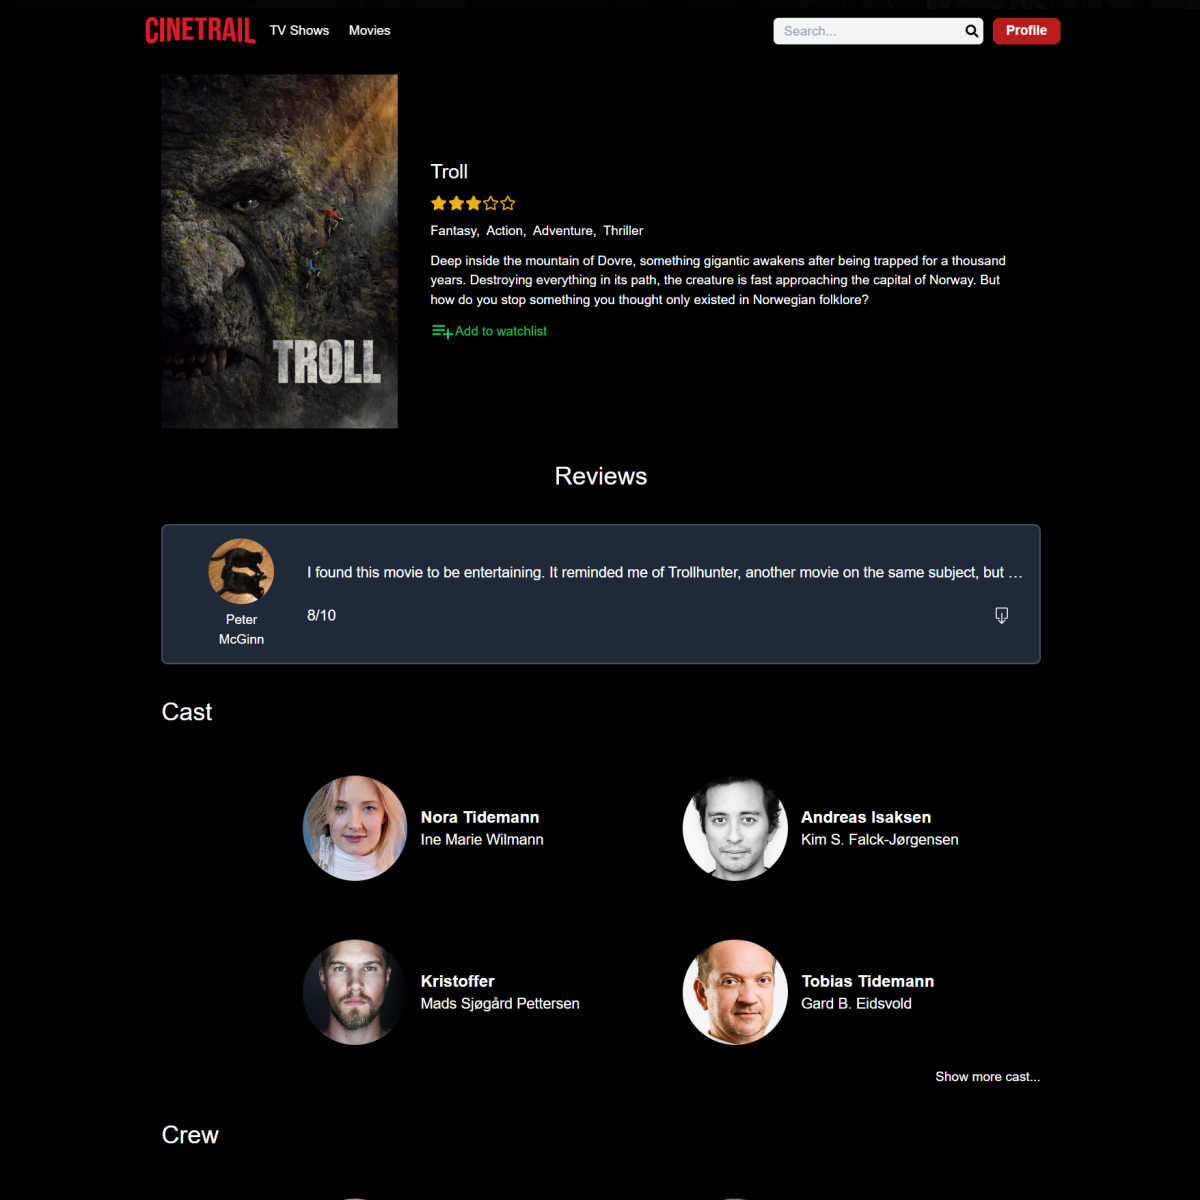 CINETRAIL TV Shows Movies Search... Profile
TROLL
Troll
Fantasy, Action, Adventure, Thriller
Deep inside the mountain of Dovre, something gigantic awakens after being trapped for a thousand
years. Destroying everything in its path, the creature is fast approaching the capital of Norway. But
how do you stop something you thought only existed in Norwegian folklore?
Add to watchlist
Reviews
I found this movie to be entertaining. It reminded me of Trollhunter, another movie on the same subject, but …
8/10
Peter
McGinn
Cast
Nora Tidemann
Ine Marie Wilmann
Andreas Isaksen
Kim S. Falck-Jørgensen
Kristoffer
Mads Sjøgård Pettersen
Tobias Tidemann
Gard B. Eidsvold
Show more cast...
Crew